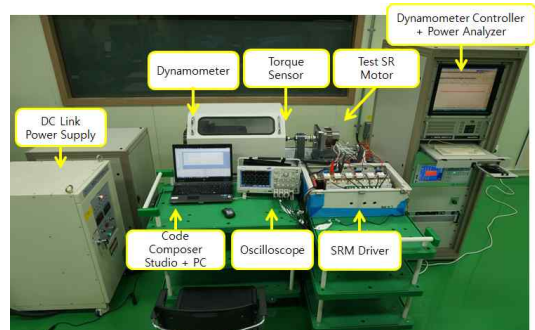 Dynamometer Controller
+ Power Analyzer
Torque
Sensor
Test SR
Motor
Dynamometer
DC Link
Power Supply
Code
Composer
Studio + PC
Oscilloscope
SRM Driver